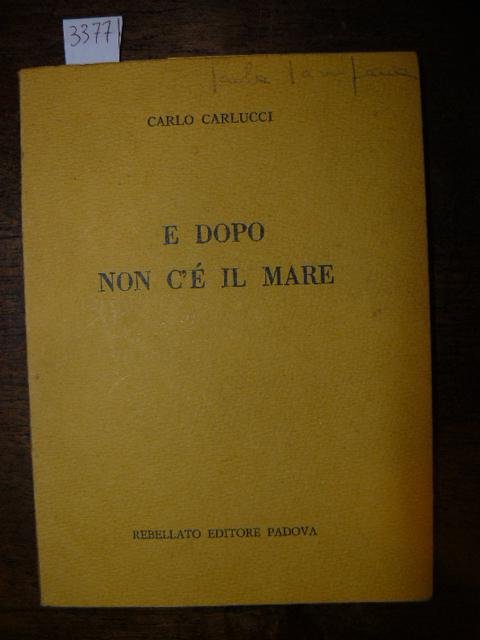 3377
CARLO CARLUCCI
E DOPO
NON C'É IL MARE
REBELLATO EDITORE PADOVA